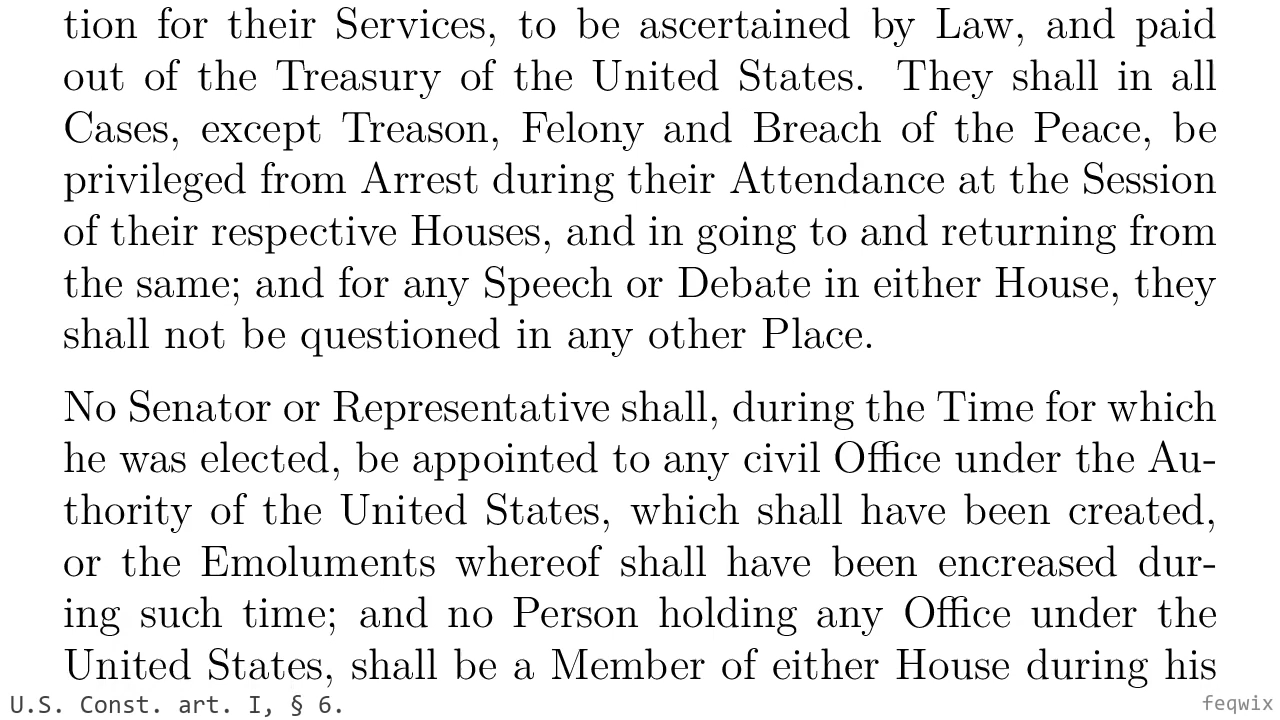 tion for their Services, to be ascertained by Law, and paid
out of the Treasury of the United States. They shall in all
Cases, except Treason, Felony and Breach of the Peace, be
privileged from Arrest during their Attendance at the Session
of their respective Houses, and in going to and returning from
the same; and for any Speech or Debate in either House, they
shall not be questioned in any other Place.
No Senator or Representative shall, during the Time for which
he was elected, be appointed to any civil Office under the Au-
thority of the United States, which shall have been created,
or the Emoluments whereof shall have been encreased dur-
ing such time; and no Person holding any Office under the
United States, shall be a Member of either House during his
U.S. Const. art. I, § 6.
feqwix